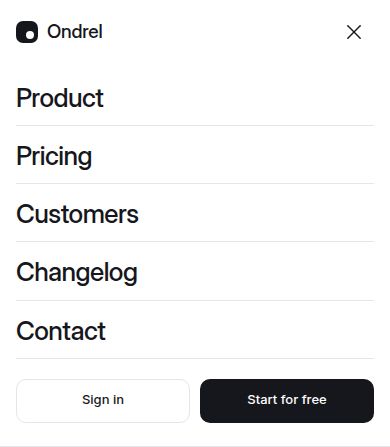 Ondrel
Product
Pricing
Customers
Changelog
Contact
Sign in
Start for free